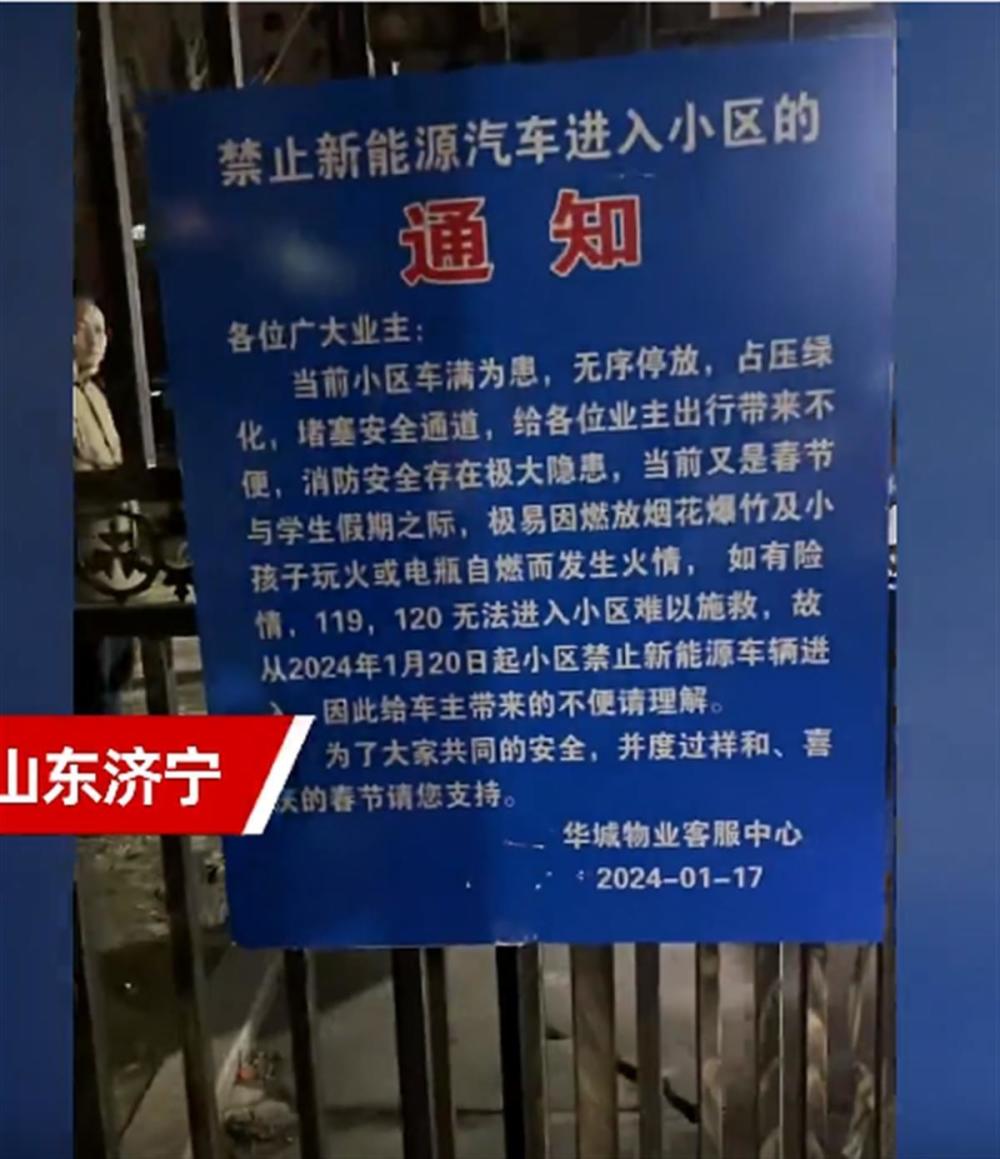 禁止新能源汽车进入小区的
通知
各位广大业主：
当前小区车满为患，无序停放，占压绿
化，堵塞安全通道，给各位业主出行带来不
便，消防安全存在极大隐患，当前又是春节
与学生假期之际，极易因燃放烟花爆竹及小
孩子玩火或电瓶自燃而发生火情， 如有险
情，119，120 无法进入小区难以施救，故
从2024年1月20日起小区禁止新能源车辆进
因此给车主带来的不便请理解。
为了大家共同的安全，并度过祥和、喜
的春节请您支持。
华城物业客服中心
2024-01-17
山东济宁